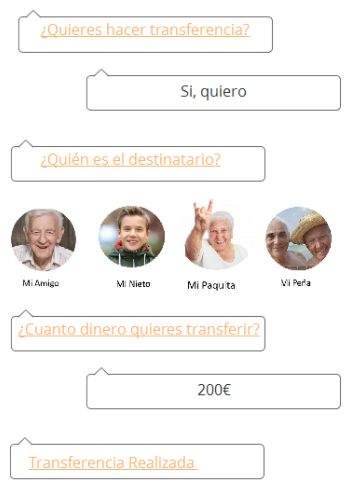 ¿Quieres hacer transferencia?
Si, quiero
¿Quién es el destinatario?
Mi Amigo
Mi Nieto
Mi Paquita
Mi Peña
¿Cuanto dinero quieres transferir?
200€
Transferencia Realizada